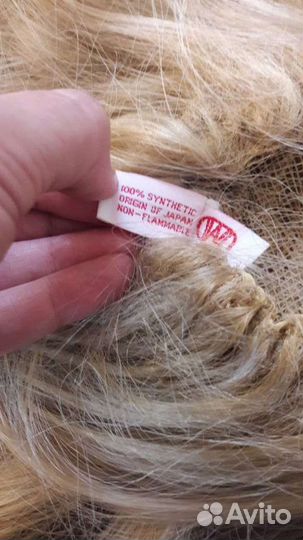 100% SYNTHETIC
ORIGIN OF JAPAN
NON-FLAMMABLE
Avito